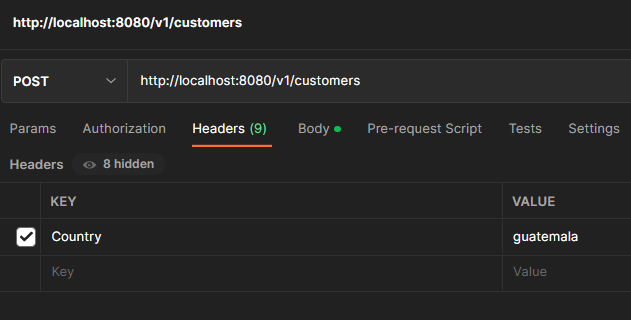 http://localhost:8080/v1/customers
POST http://localhost:8080/v1/customers
Params Authorization Headers (9) Body Pre-request Script Tests Settings
Headers 8 hidden
KEY VALUE
Country guatemala
Key Value